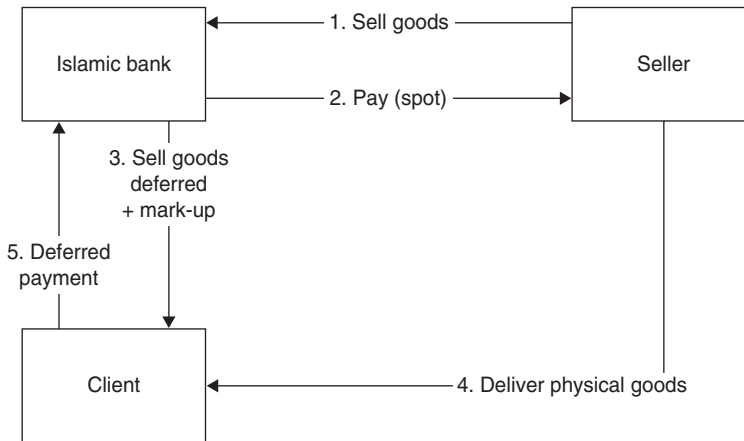 1. Sell goods
Islamic bank
Seller
2. Pay (spot)
3. Sell goods
deferred
+ mark-up
5. Deferred
payment
Client
4. Deliver physical goods